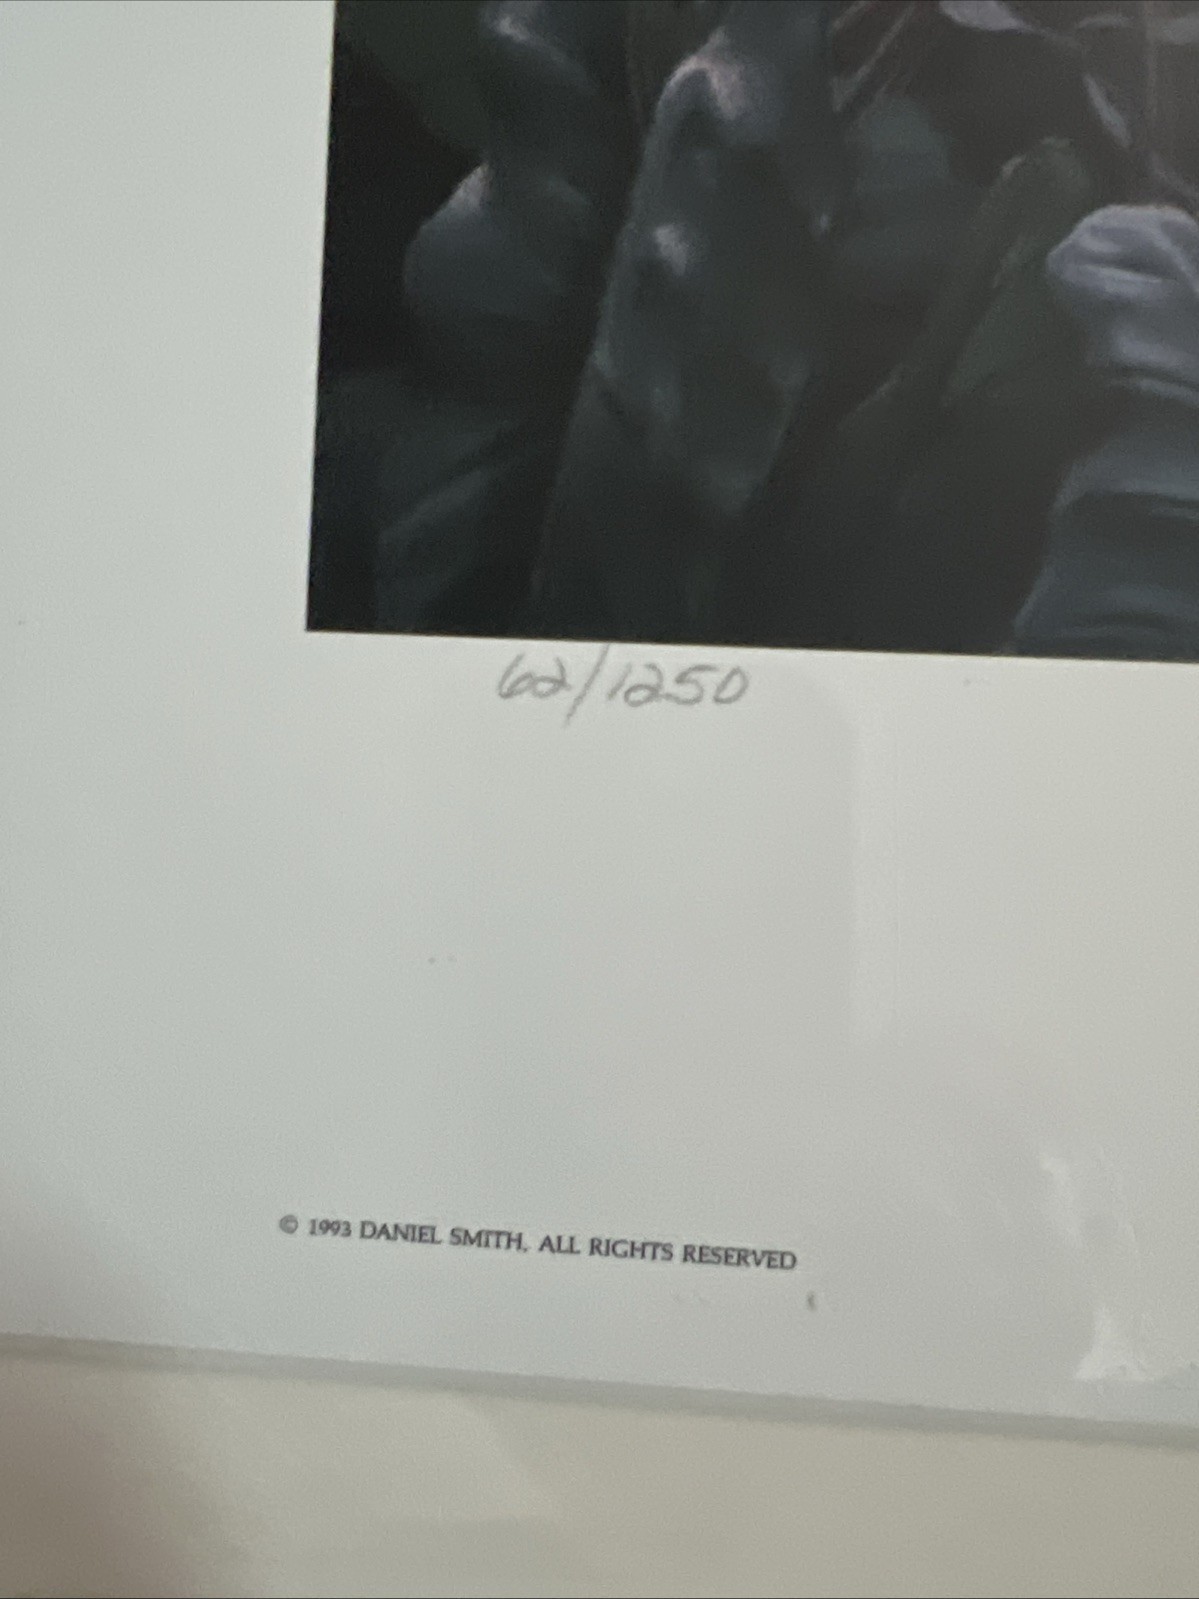 62/1250
© 1993 DANIEL SMITH, ALL RIGHTS RESERVED